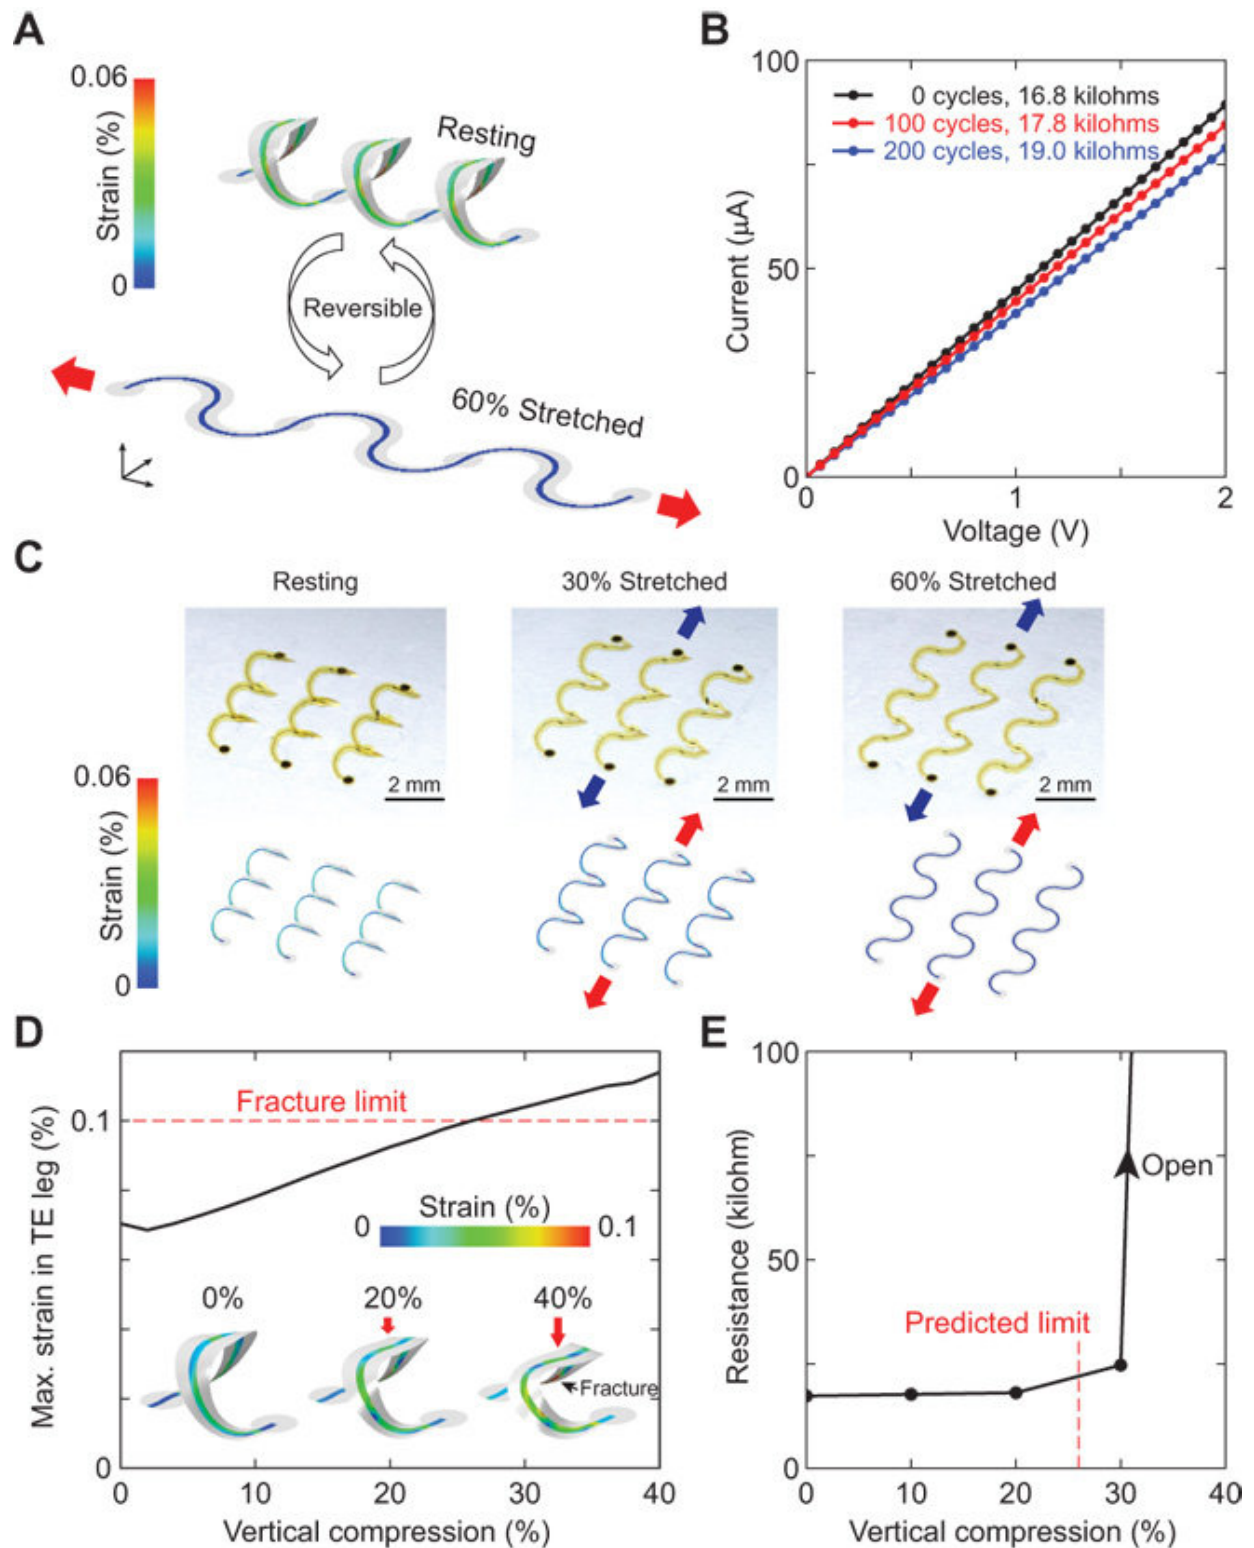 A
0.06
Strain (%)
0
Resting
Reversible
60% Stretched
B
100
50
0
Current (μA)
0 cycles, 16.8 kilohms
100 cycles, 17.8 kilohms
200 cycles, 19.0 kilohms
0
1
2
Voltage (V)
C
Resting
30% Stretched
60% Stretched
2 mm
2 mm
2 mm
0.06
Strain (%)
0
D
Max. strain in TE leg (%)
0.1
0
Fracture limit
Strain (%)
0
0.1
0%
20%
40%
Fracture
0
10
20
30
40
Vertical compression (%)
E
Resistance (kilohm)
100
50
0
Open
Predicted limit
0
10
20
30
40
Vertical compression (%)